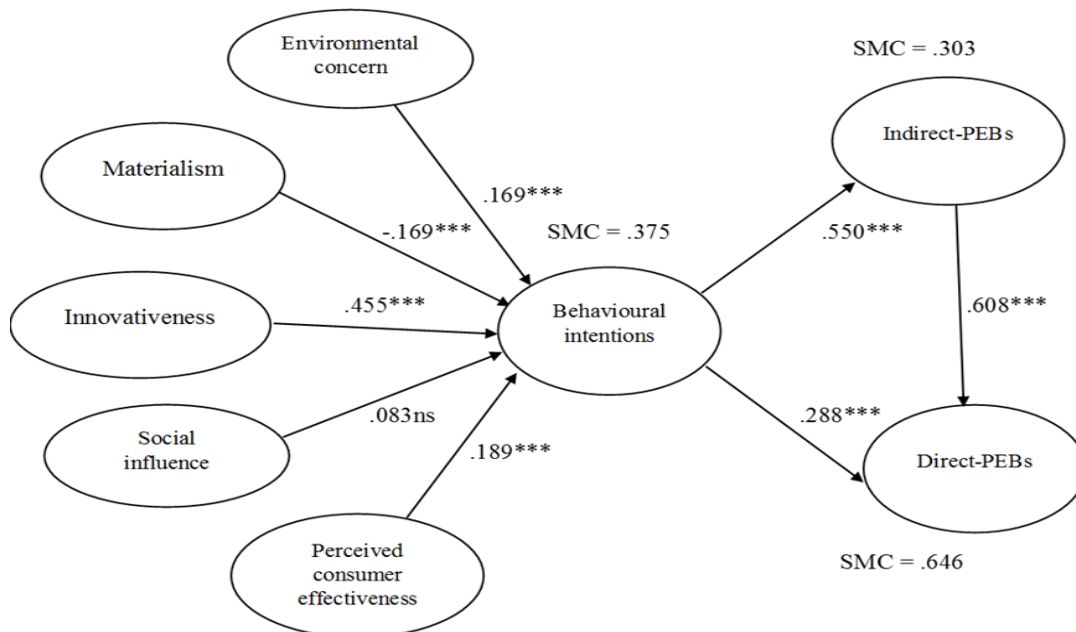 Environmental
concern
SMC = .303
Indirect-PEBs
Materialism
.169***
-.169***
SMC = .375
.550***
Innovativeness
.455***
Behavioural
intentions
.608***
.083ns
.288***
Social
influence
.189***
Direct-PEBs
Perceived
consumer
effectiveness
SMC = .646